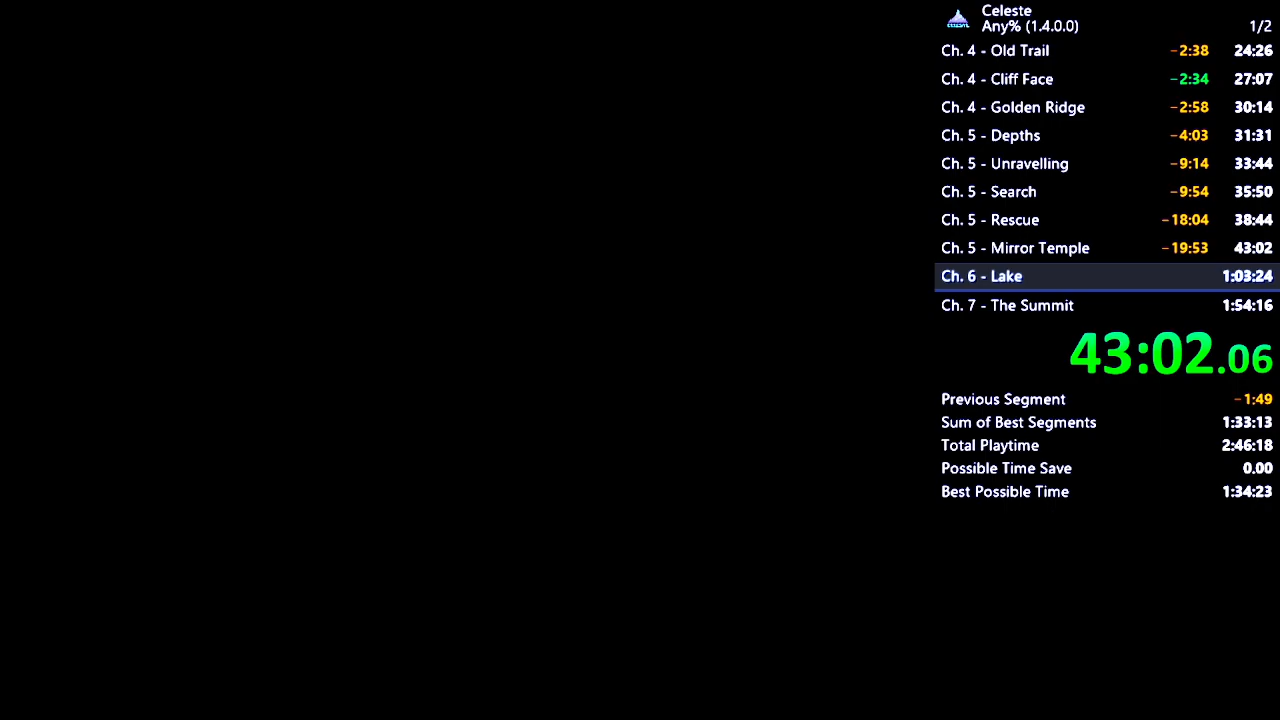 Celeste
Any% (1.4.0.0) 1/2
Ch. 4 - Old Trail -2:38 24:26
Ch. 4 - Cliff Face -2:34 27:07
Ch. 4 - Golden Ridge -2:58 30:14
Ch. 5 - Depths -4:03 31:31
Ch. 5 - Unravelling -9:14 33:44
Ch. 5 - Search -9:54 35:50
Ch. 5 - Rescue -18:04 38:44
Ch. 5 - Mirror Temple -19:53 43:02
Ch. 6 - Lake 1:03:24
Ch. 7 - The Summit 1:54:16
43:02.06
Previous Segment -1:49
Sum of Best Segments 1:33:13
Total Playtime 2:46:18
Possible Time Save 0.00
Best Possible Time 1:34:23